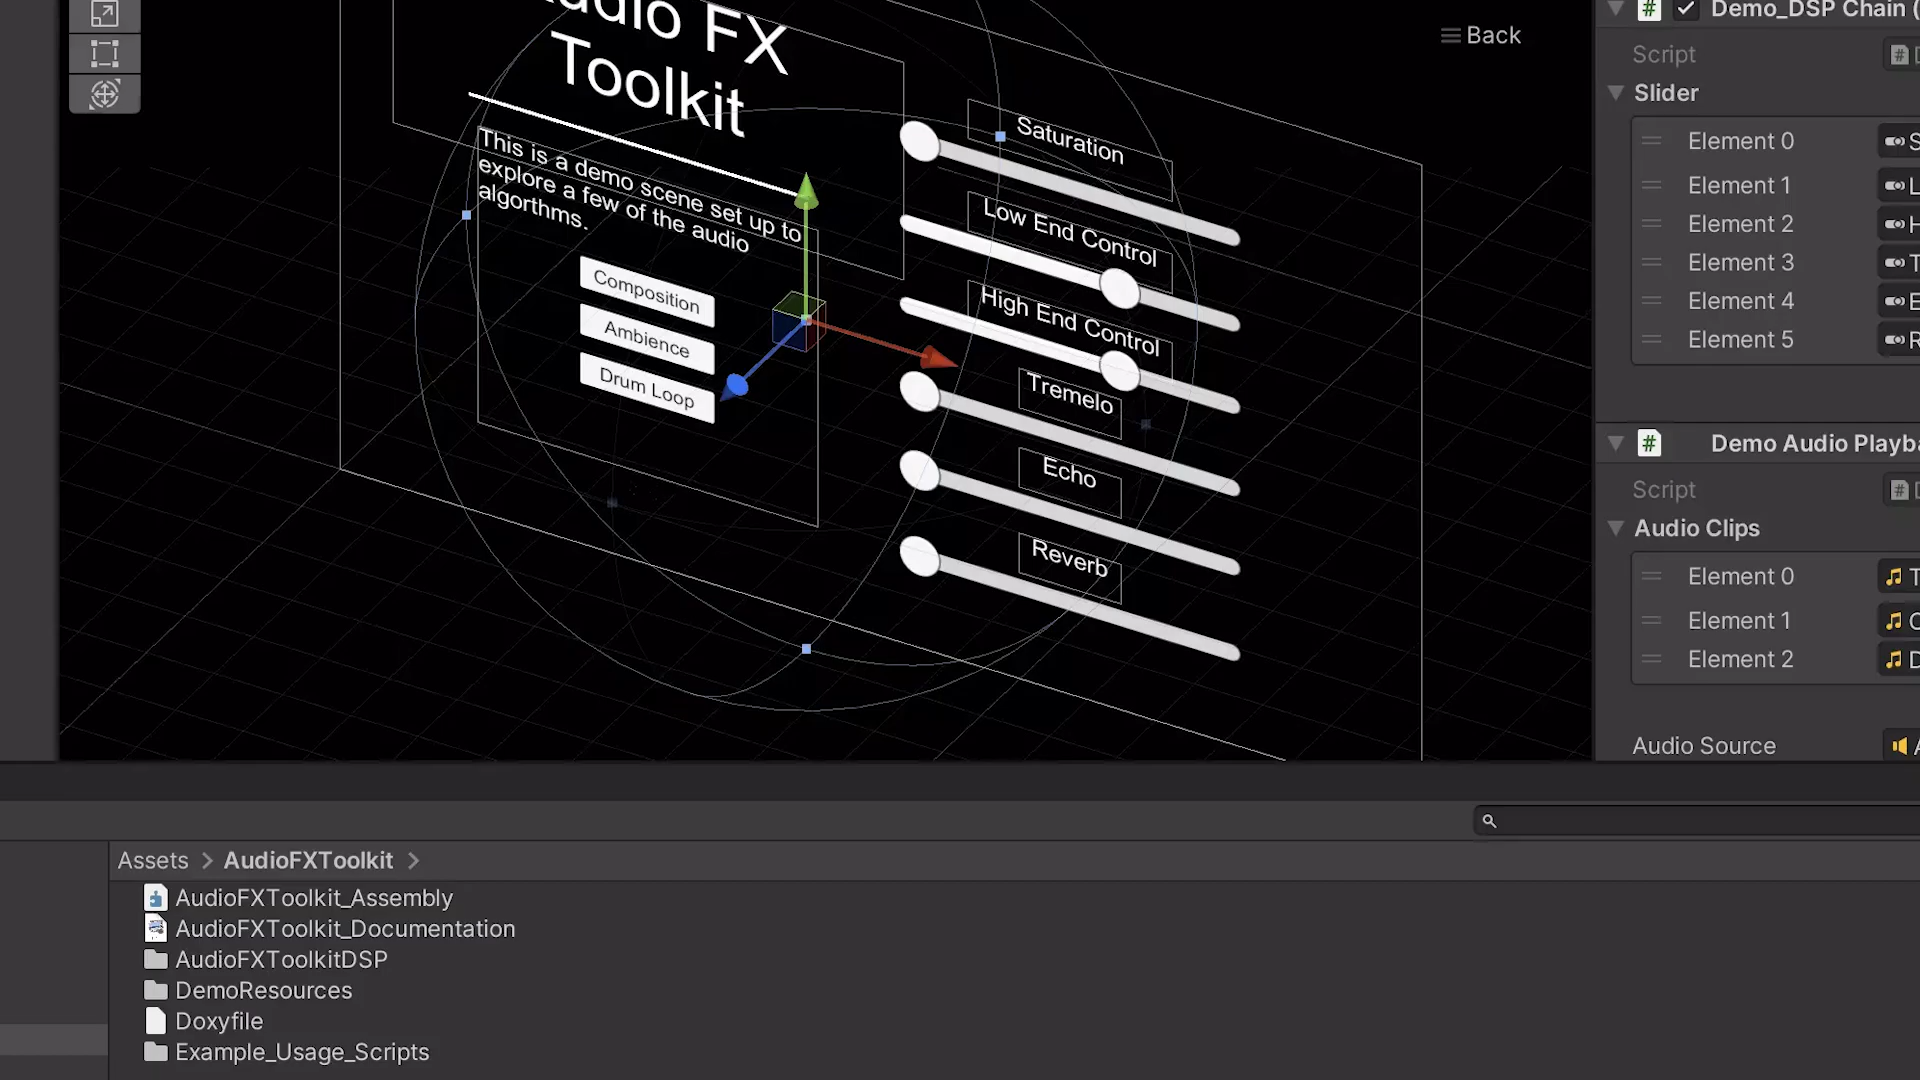 Audio FX
Toolkit
This is a demo scene set up to
explore a few of the audio
algorthms.
Composition
Ambience
Drum Loop
Saturation
Low End Control
High End Control
Tremelo
Echo
Reverb
Back
Demo_DSP Chain (
Script
Slider
Element 0
Element 1
Element 2
Element 3
Element 4
Element 5
Demo Audio Playba
Script
Audio Clips
Element 0
Element 1
Element 2
Audio Source
Assets > AudioFXToolkit >
AudioFXToolkit_Assembly
AudioFXToolkit_Documentation
AudioFXToolkitDSP
DemoResources
Doxyfile
Example_Usage_Scripts